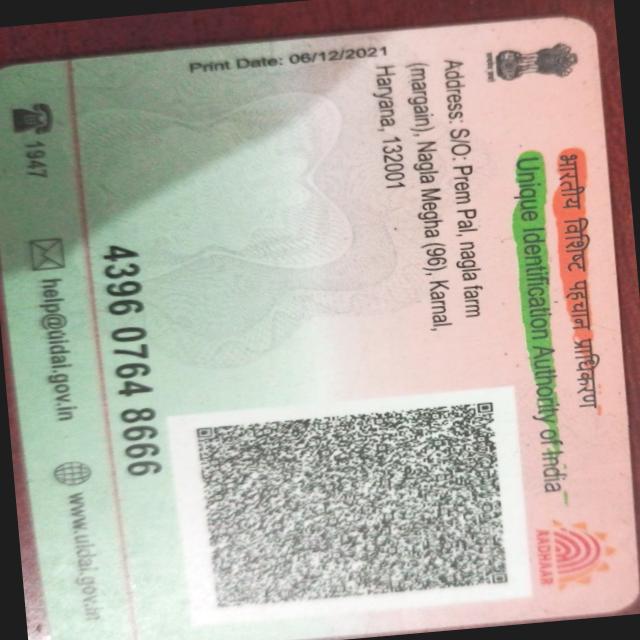 भारतीय विशिष्ट पहचान प्राधिकरण
Unique Identification Authority of India
AADHAAR
Address: S/O: Prem Pal, nagla farm
(margain), Nagla Megha (96), Karnal,
Haryana, 132001
Print Date: 06/12/2021
4396 0764 8666
1947
help@uidai.gov.in
www.uidai.gov.in